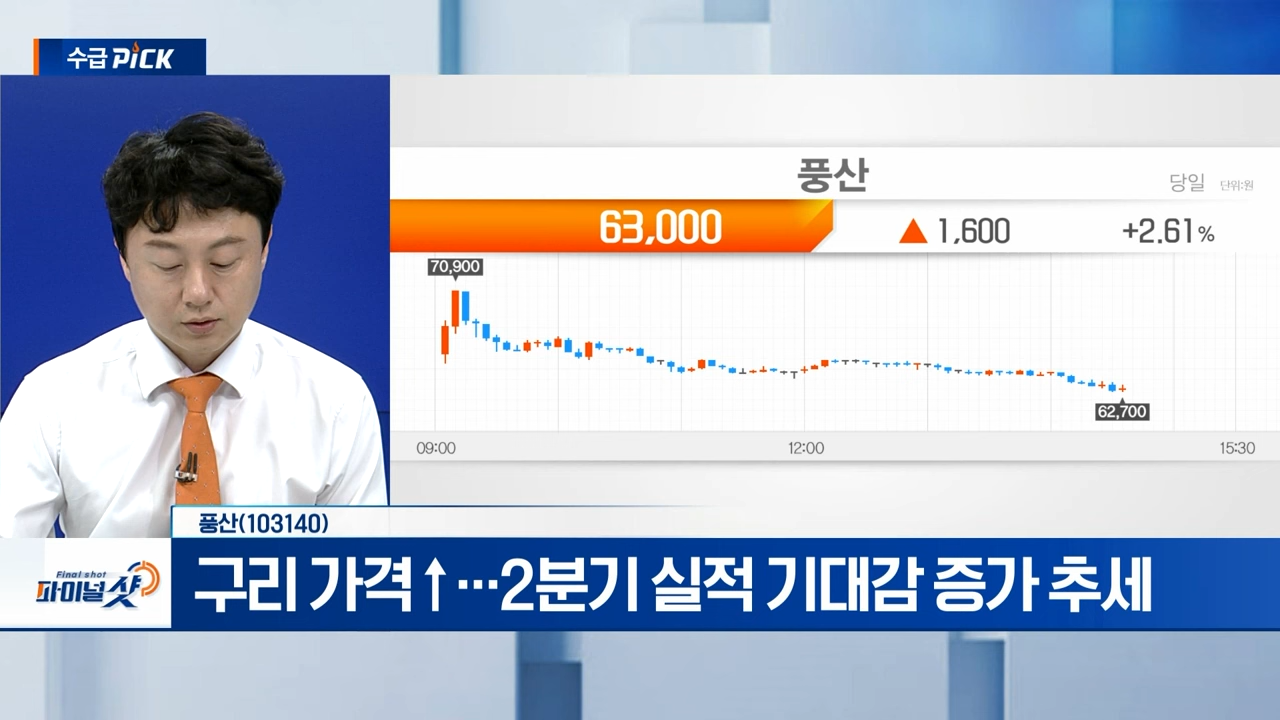 수급 PiCK
풍산
당일 단위:원
63,000 ▲ 1,600 +2.61%
70,900
62,700
09:00 12:00 15:30
풍산(103140)
Final shot
파이널샷
구리 가격↑…2분기 실적 기대감 증가 추세